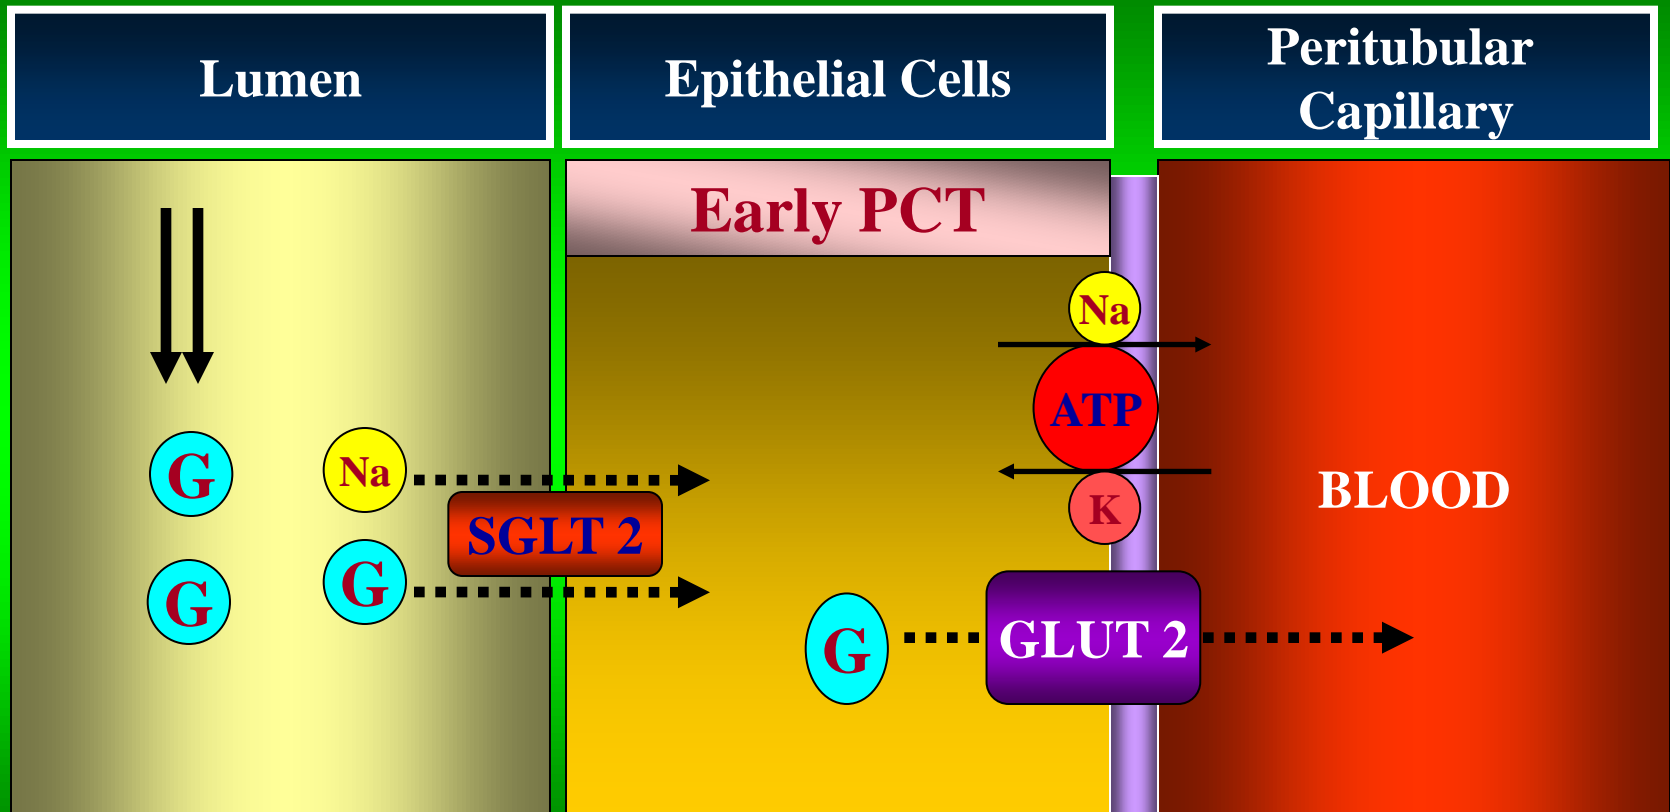 Lumen
Epithelial Cells
Peritubular
Capillary
Early PCT
Na
ATP
K
G
Na
SGLT 2
G
G
G
GLUT 2
BLOOD